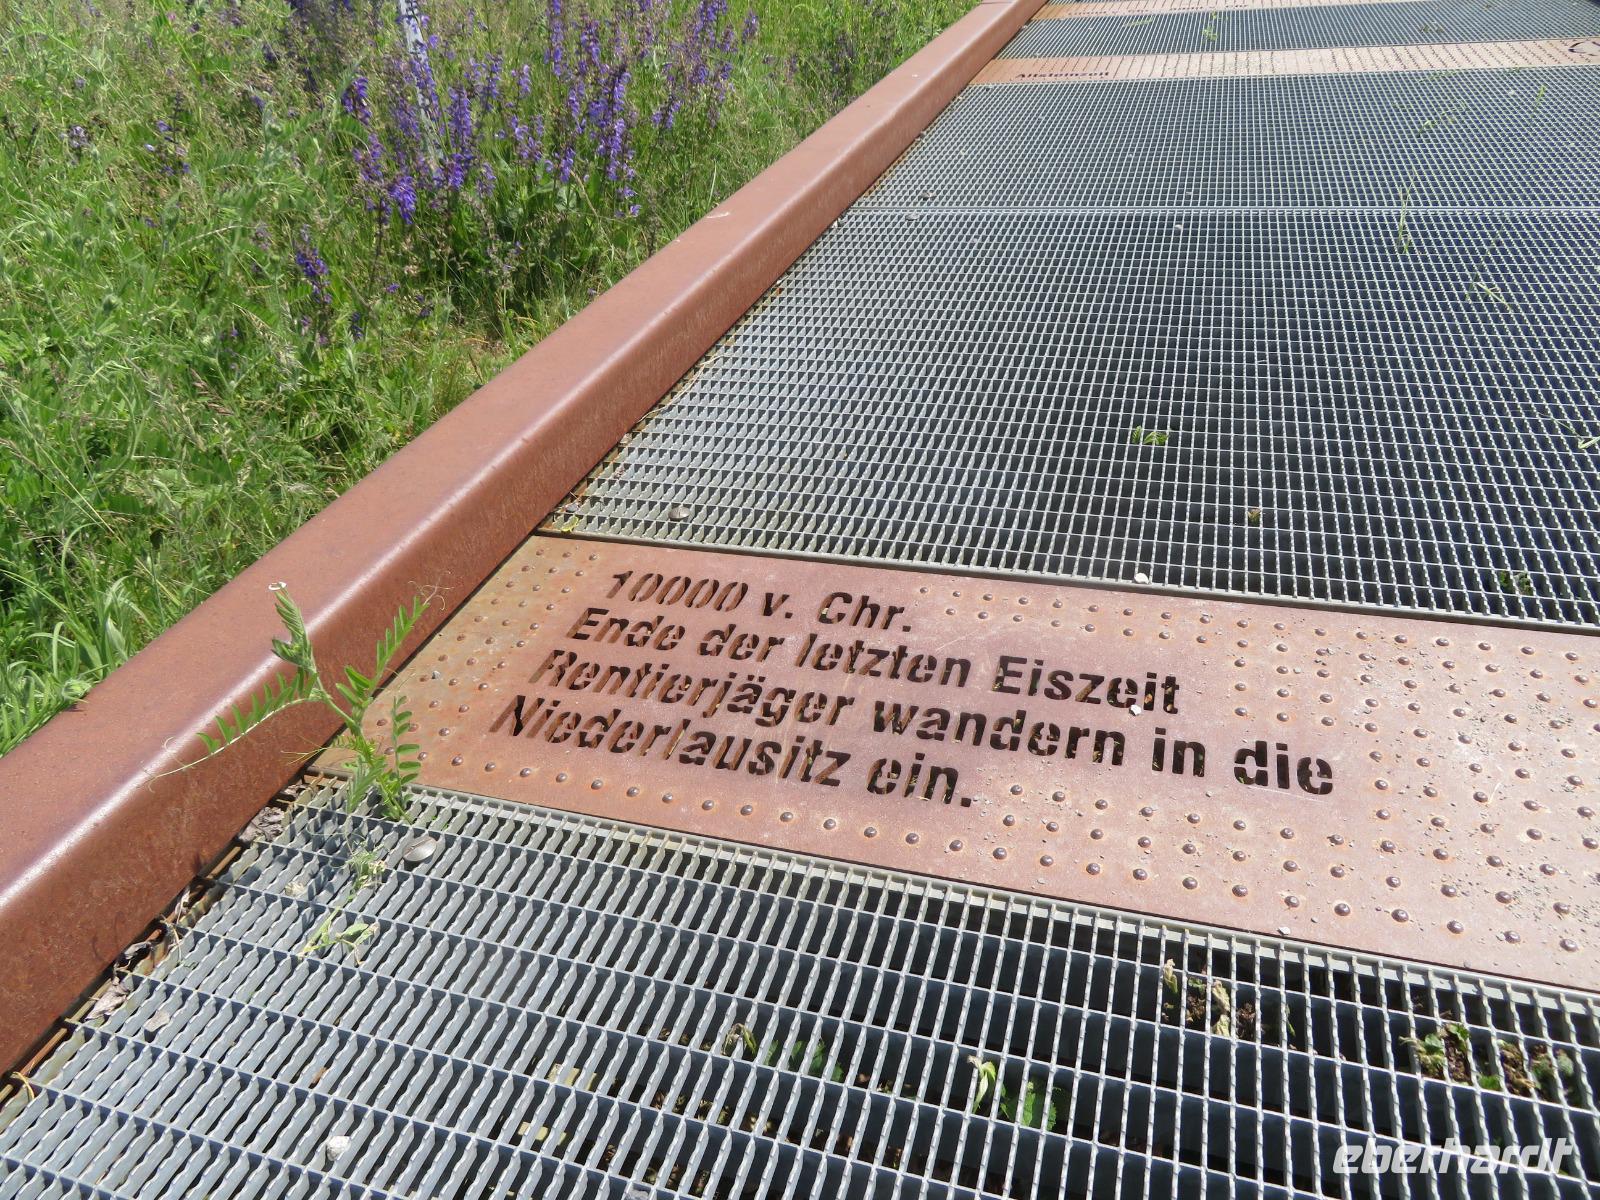 10000 v. Chr.
Ende der letzten Eiszeit
Rentierjäger wandern in die
Niederlausitz ein.
eberhardt